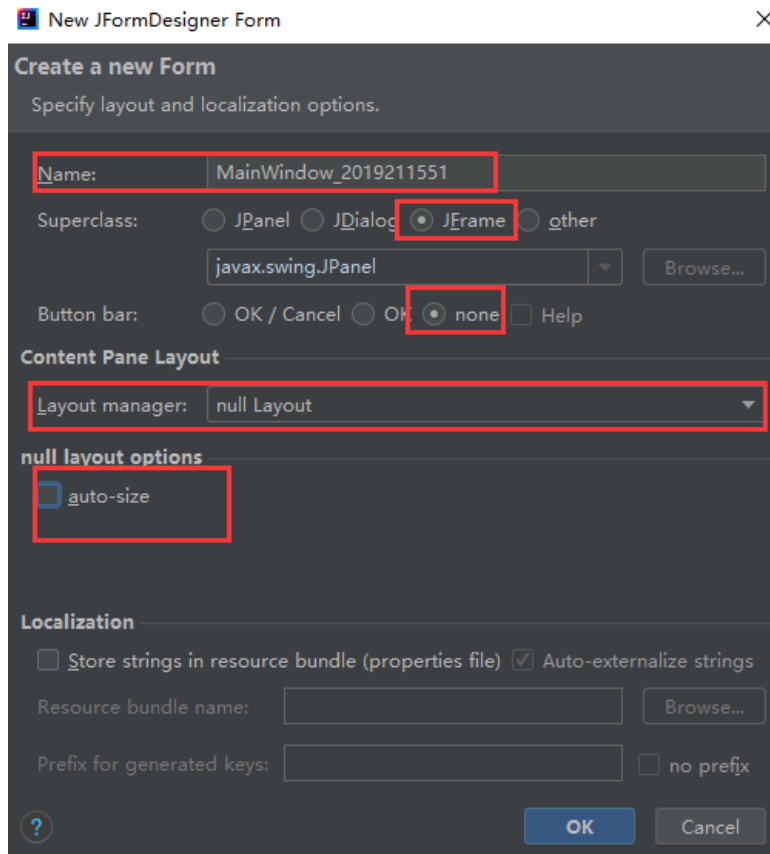 New JFormDesigner Form
Create a new Form
Specify layout and localization options.
Name: MainWindow_2019211551
Superclass: JPanel JDialog JFrame other
javax.swing.JPanel Browse...
Button bar: OK / Cancel OK none Help
Content Pane Layout
Layout manager: null Layout
null layout options
auto-size
Localization
Store strings in resource bundle (properties file) Auto-externalize strings
Resource bundle name: Browse...
Prefix for generated keys: no prefix
? OK Cancel